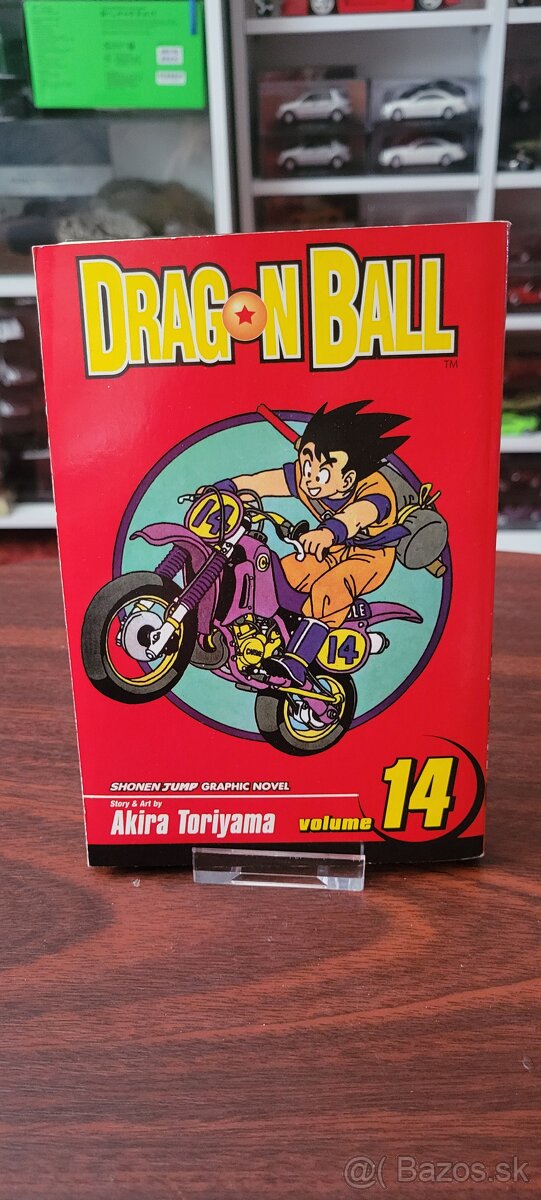 DRAGON BALL
TM
14
14
SHONEN JUMP GRAPHIC NOVEL
Story & Art by
Akira Toriyama
volume 14
@( Bazos.sk